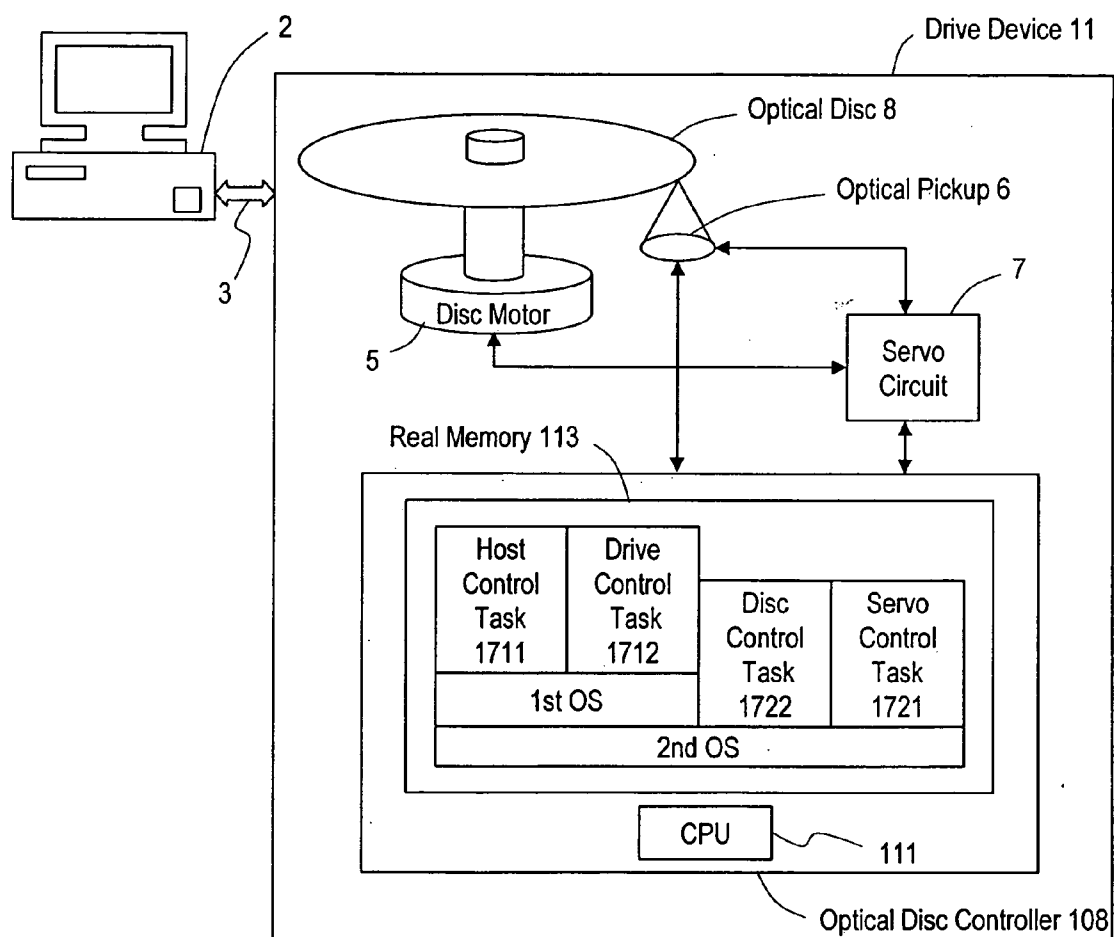 2
Drive Device 11
Optical Disc 8
Optical Pickup 6
3
7
Disc Motor
5
Servo
Circuit
Real Memory 113
Host
Control
Task
1711
Drive
Control
Task
1712
Disc
Control
Task
1722
Servo
Control
Task
1721
1st OS
2nd OS
CPU
111
Optical Disc Controller 108